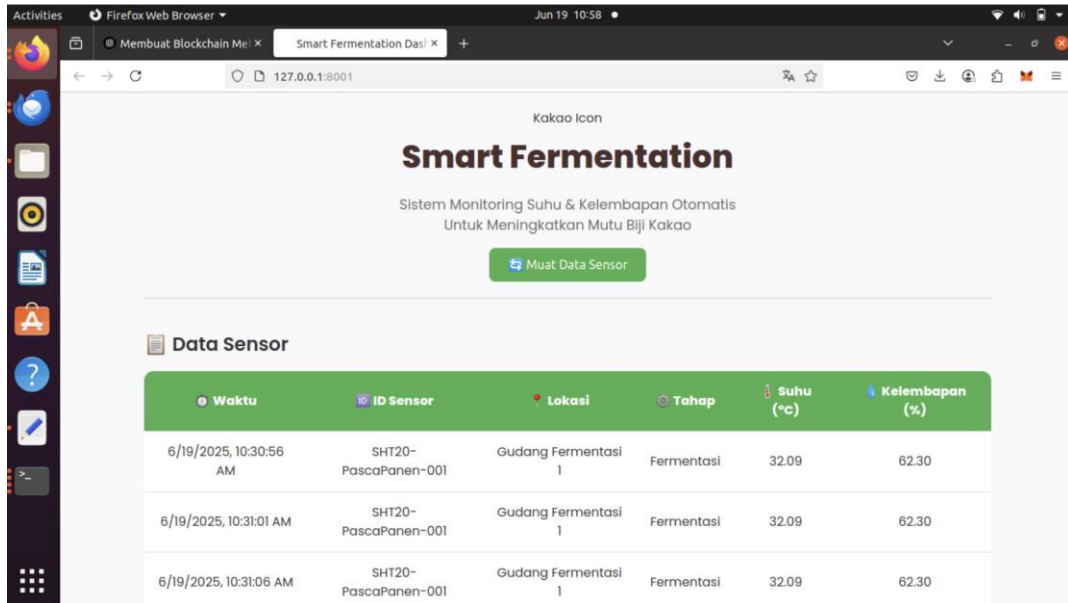 Activities Firefox Web Browser Jun 19 10:58
Membuat Blockchain Me Smart Fermentation Das
127.0.0.1:8001
Kakao Icon
Smart Fermentation
Sistem Monitoring Suhu & Kelembapan Otomatis
Untuk Meningkatkan Mutu Biji Kakao
Muat Data Sensor
Data Sensor
Waktu ID Sensor Lokasi Tahap Suhu (°C) Kelembapan (%)
6/19/2025, 10:30:56 AM SHT20-PascaPanen-001 Gudang Fermentasi 1 Fermentasi 32.09 62.30
6/19/2025, 10:31:01 AM SHT20-PascaPanen-001 Gudang Fermentasi 1 Fermentasi 32.09 62.30
6/19/2025, 10:31:06 AM SHT20-PascaPanen-001 Gudang Fermentasi 1 Fermentasi 32.09 62.30